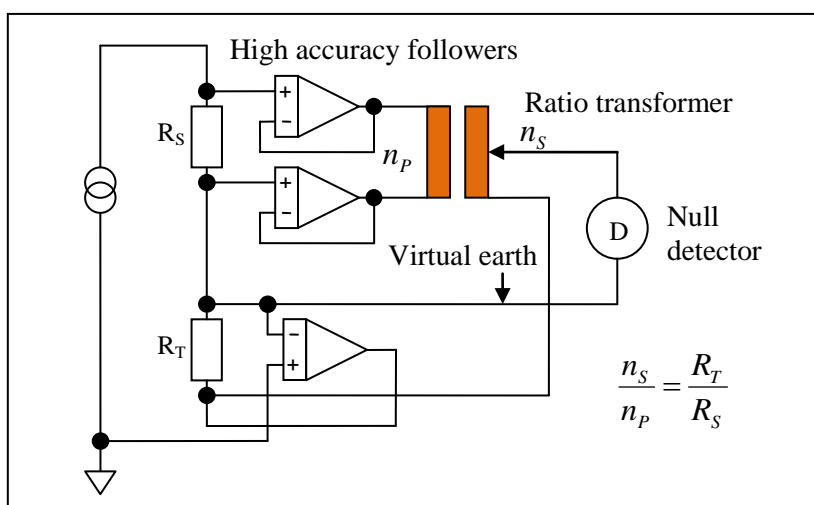 High accuracy followers
Ratio transformer
R_S
+
-
n_P
n_S
+
-
Virtual earth
D
Null
detector
R_T
-
+
n_S / n_P = R_T / R_S